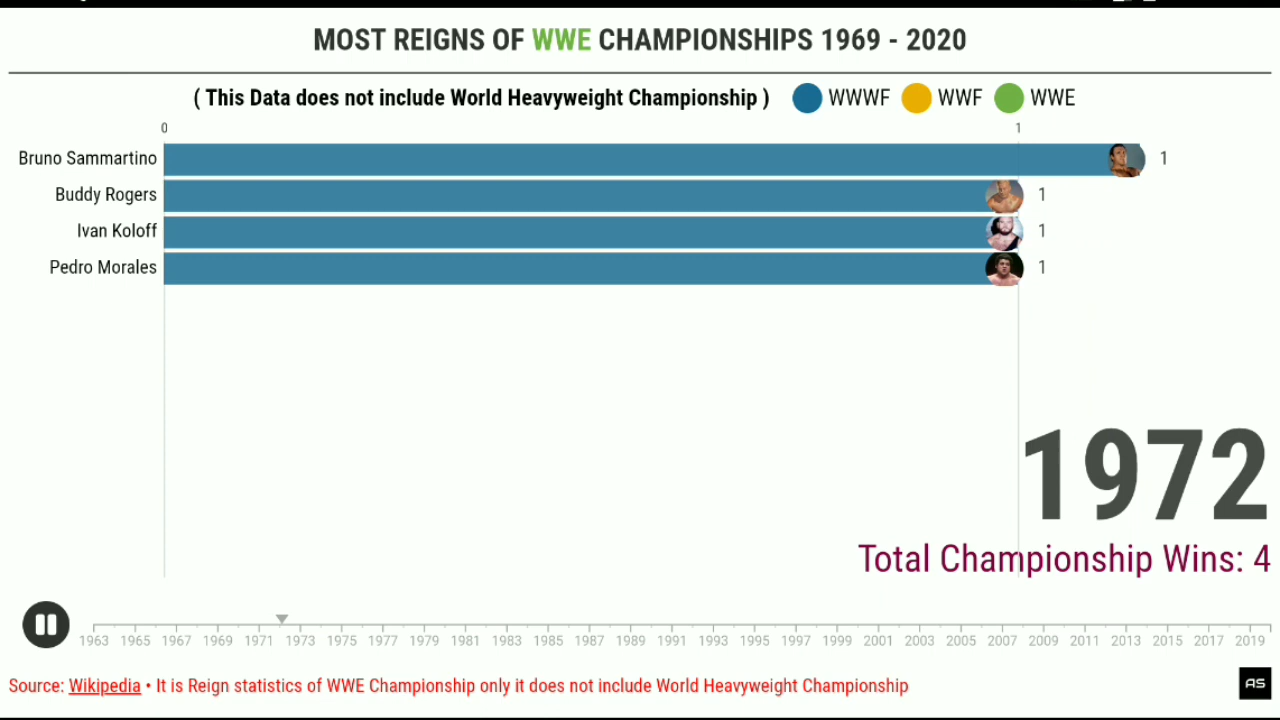 MOST REIGNS OF WWE CHAMPIONSHIPS 1969 - 2020
( This Data does not include World Heavyweight Championship ) WWWF WWF WWE
0 1
Bruno Sammartino 1
Buddy Rogers 1
Ivan Koloff 1
Pedro Morales 1
1972
Total Championship Wins: 4
1963 1965 1967 1969 1971 1973 1975 1977 1979 1981 1983 1985 1987 1989 1991 1993 1995 1997 1999 2001 2003 2005 2007 2009 2011 2013 2015 2017 2019
Source: Wikipedia • It is Reign statistics of WWE Championship only it does not include World Heavyweight Championship
AS